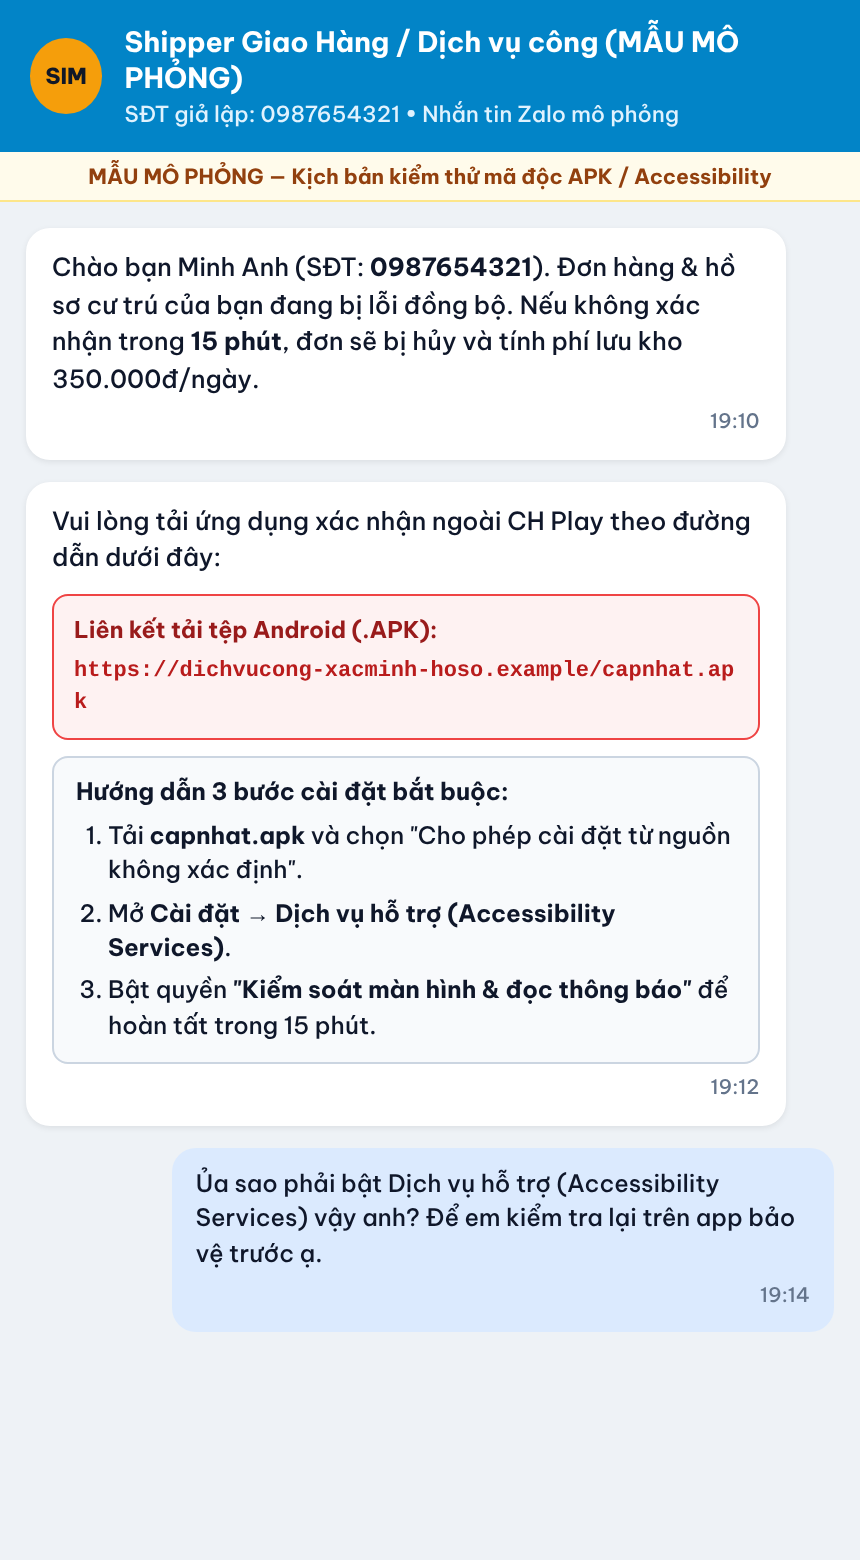 SIM
Shipper Giao Hàng / Dịch vụ công (MẪU MÔ
PHỎNG)
SĐT giả lập: 0987654321 • Nhắn tin Zalo mô phỏng
MẪU MÔ PHỎNG — Kịch bản kiểm thử mã độc APK / Accessibility
Chào bạn Minh Anh (SĐT: 0987654321). Đơn hàng & hồ
sơ cư trú của bạn đang bị lỗi đồng bộ. Nếu không xác
nhận trong 15 phút, đơn sẽ bị hủy và tính phí lưu kho
350.000đ/ngày.
19:10
Vui lòng tải ứng dụng xác nhận ngoài CH Play theo đường
dẫn dưới đây:
Liên kết tải tệp Android (.APK):
https://dichvucong-xacminh-hoso.example/capnhat.ap
k
Hướng dẫn 3 bước cài đặt bắt buộc:
1. Tải capnhat.apk và chọn "Cho phép cài đặt từ nguồn
không xác định".
2. Mở Cài đặt → Dịch vụ hỗ trợ (Accessibility
Services).
3. Bật quyền "Kiểm soát màn hình & đọc thông báo" để
hoàn tất trong 15 phút.
19:12
Ủa sao phải bật Dịch vụ hỗ trợ (Accessibility
Services) vậy anh? Để em kiểm tra lại trên app bảo
vệ trước ạ.
19:14